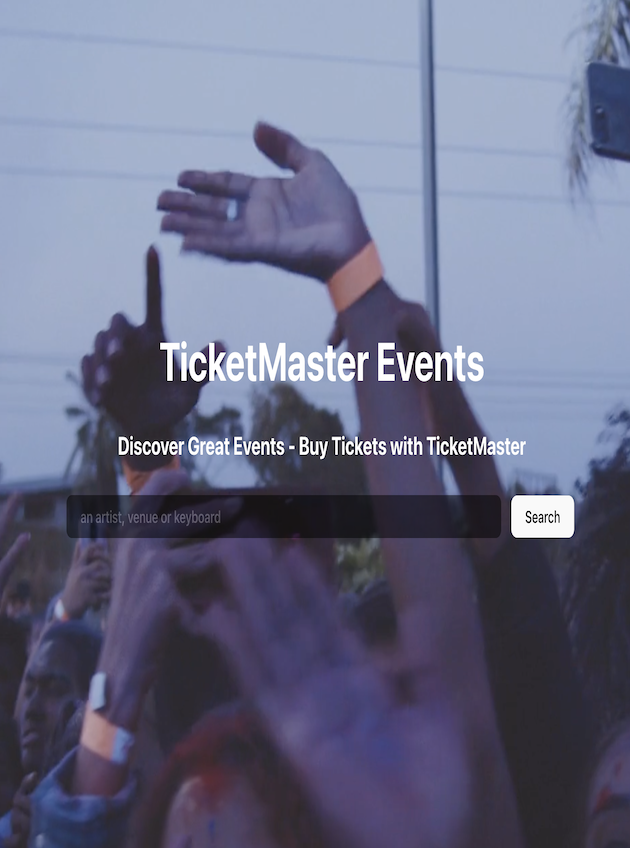 TicketMaster Events
Discover Great Events - Buy Tickets with TicketMaster
an artist, venue or keyboard
Search